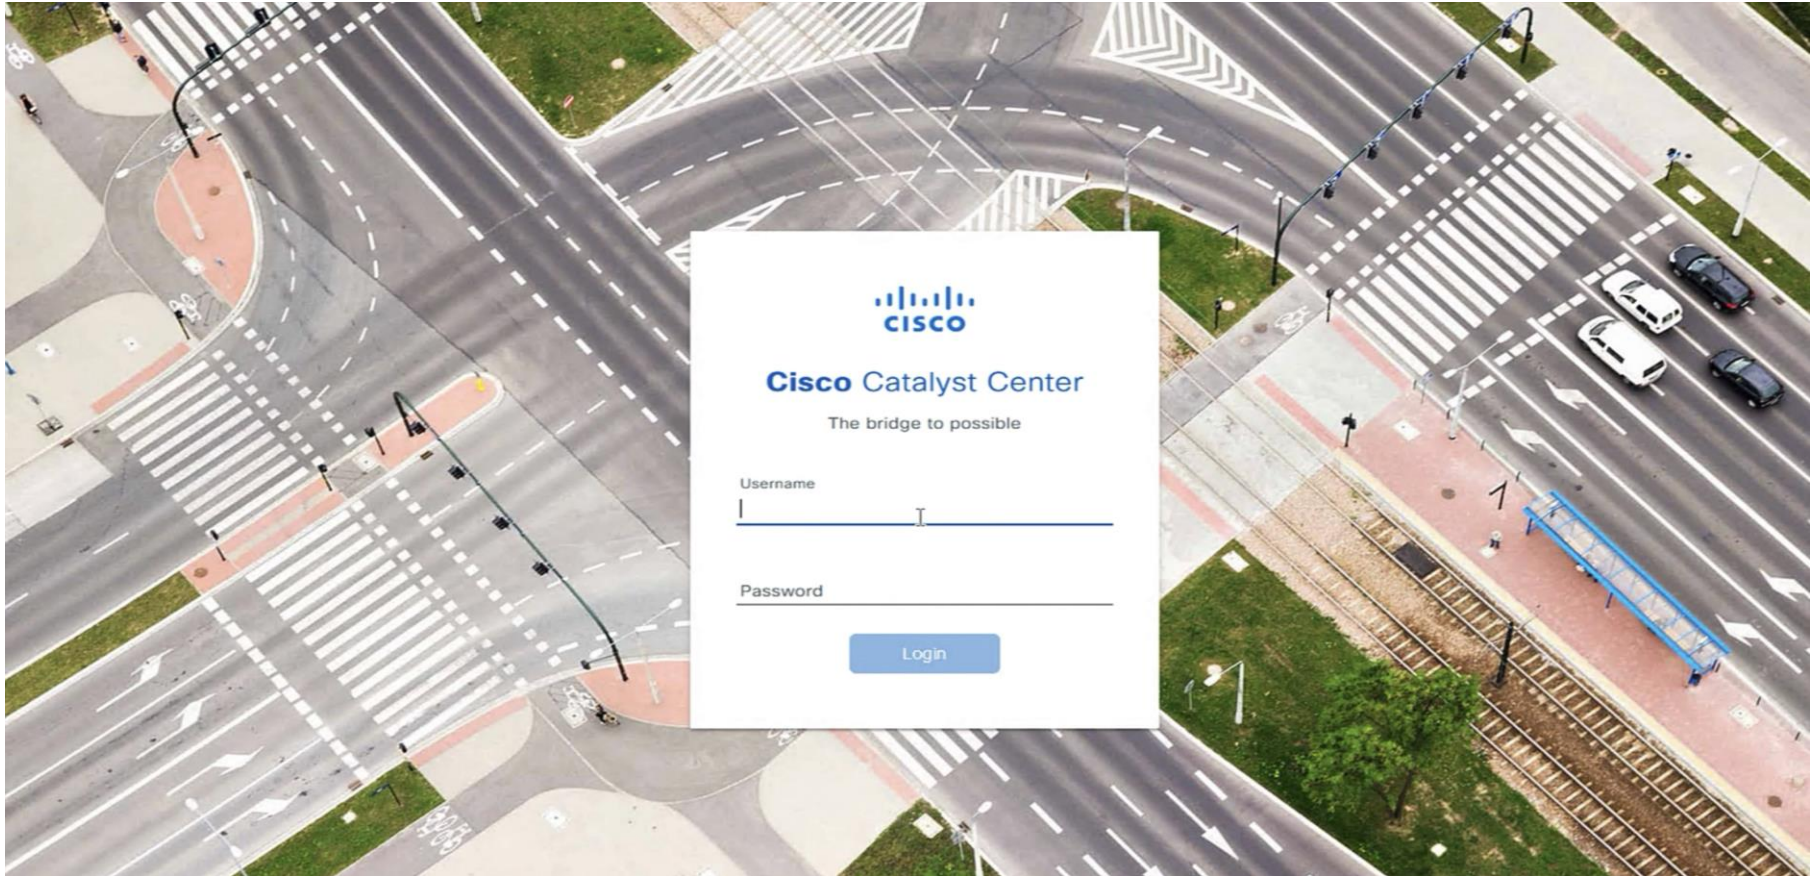 CISCO
Cisco Catalyst Center
The bridge to possible
Username
Password
Login